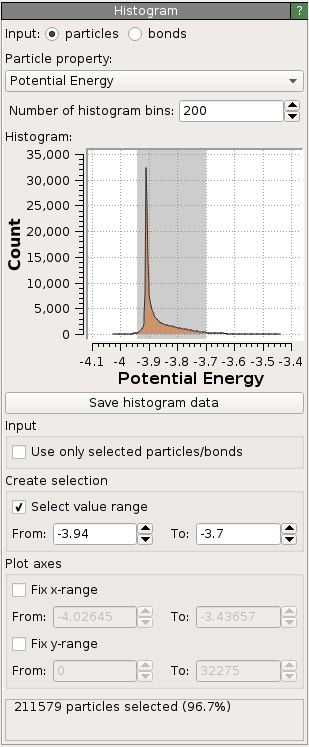 Histogram ?
Input: particles bonds
Particle property:
Potential Energy
Number of histogram bins: 200
Histogram:
35,000
30,000
25,000
20,000
15,000
10,000
5,000
0
Count
-4.1 -4 -3.9 -3.8 -3.7 -3.6 -3.5 -3.4
Potential Energy
Save histogram data
Input
Use only selected particles/bonds
Create selection
Select value range
From: -3.94 To: -3.7
Plot axes
Fix x-range
From: -4.02645 To: -3.43657
Fix y-range
From: 0 To: 32275
211579 particles selected (96.7%)